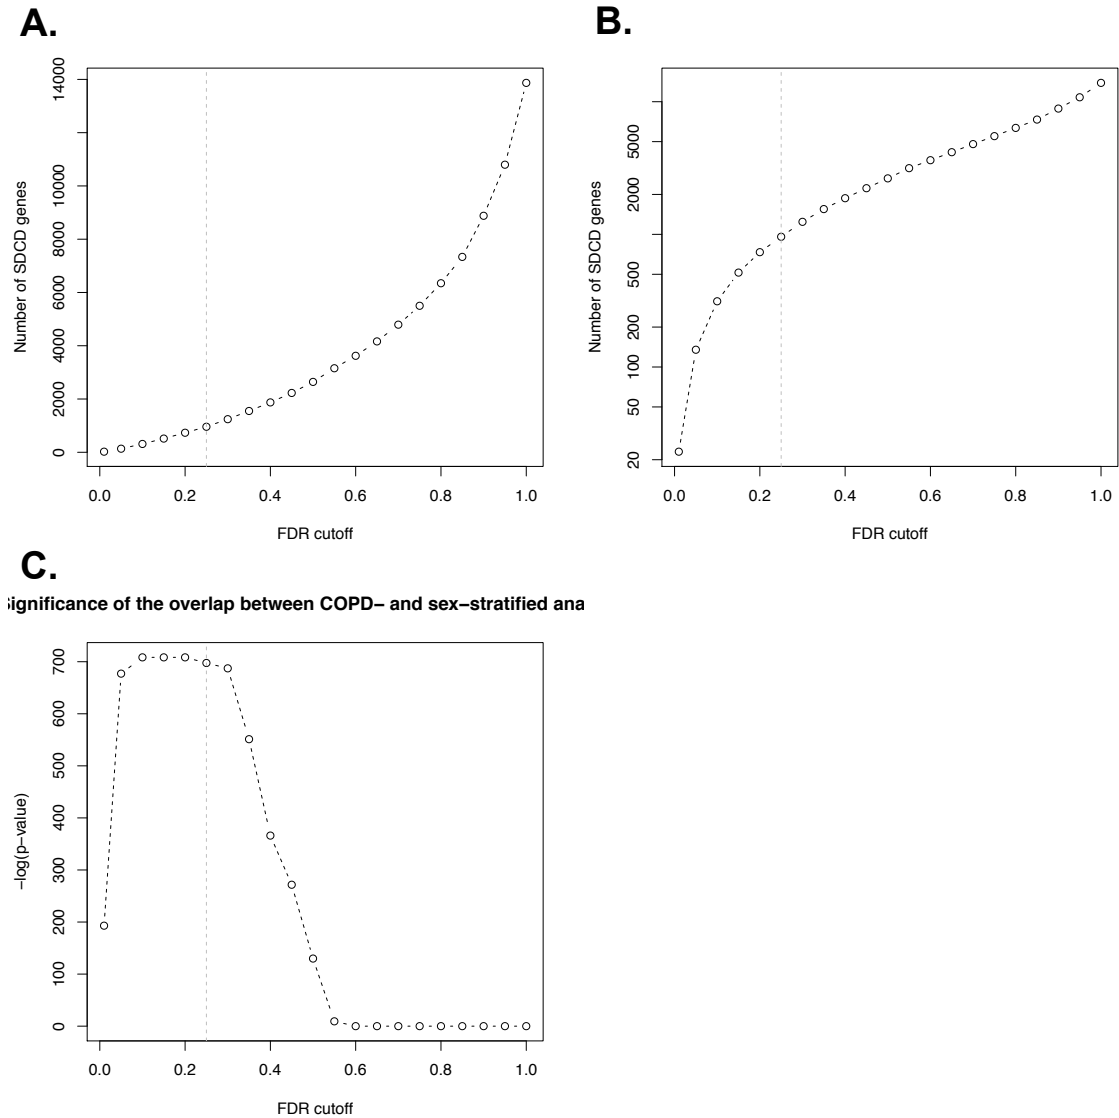 A.
B.
Number of SDCD genes
14000
10000
8000
6000
4000
2000
0
0.0 0.2 0.4 0.6 0.8 1.0
FDR cutoff
Number of SDCD genes
5000
2000
500
200
100
50
20
0.0 0.2 0.4 0.6 0.8 1.0
FDR cutoff
C.
Significance of the overlap between COPD− and sex−stratified ana
−log(p−value)
700
600
500
400
300
200
100
0
0.0 0.2 0.4 0.6 0.8 1.0
FDR cutoff